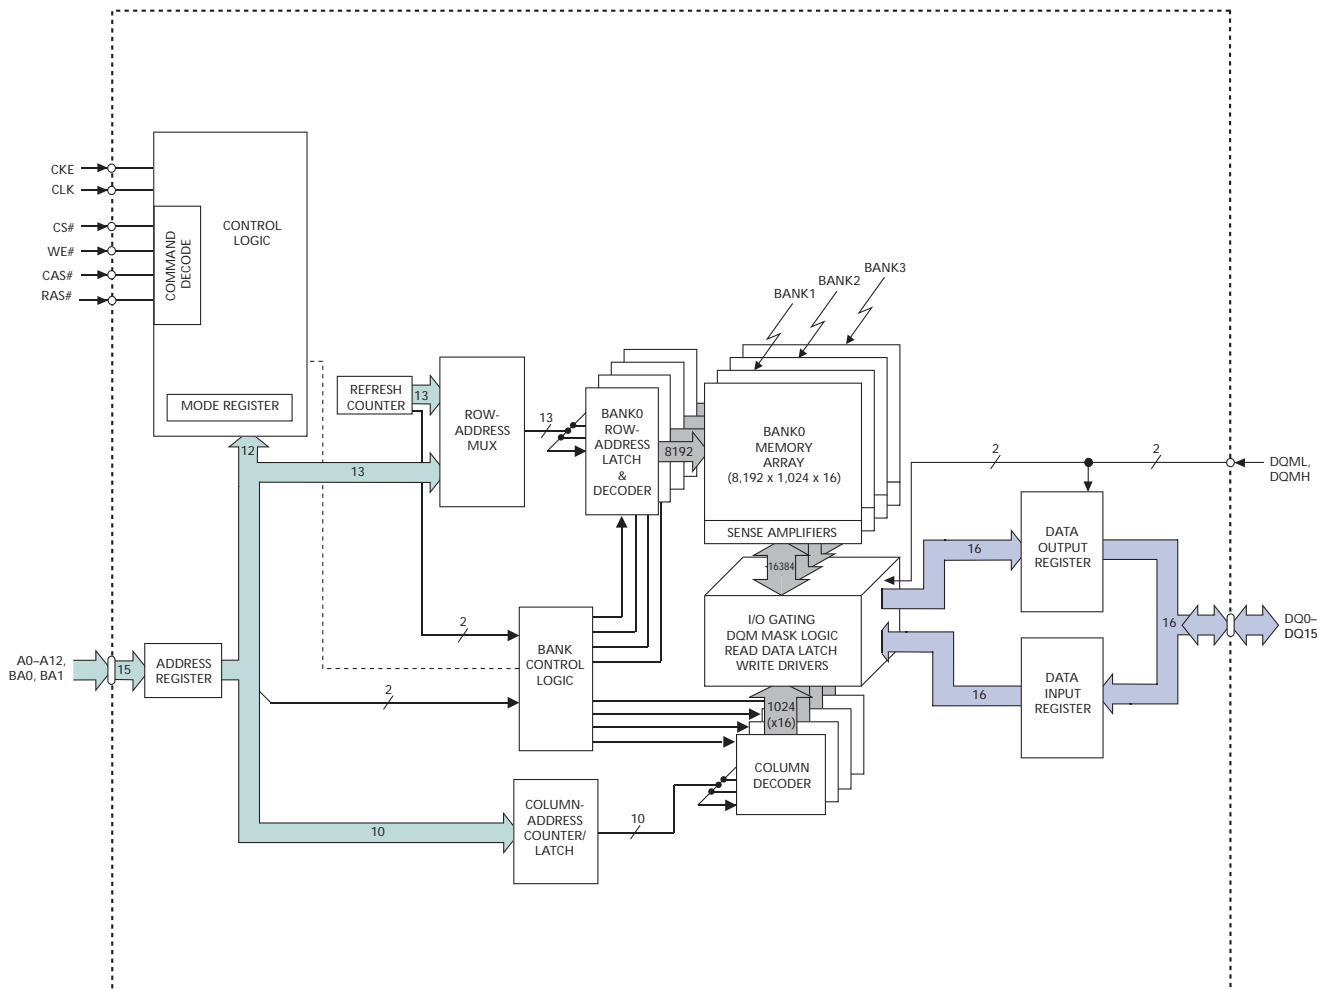 CKE
CLK
CS#
WE#
CAS#
RAS#
COMMAND
DECODE
CONTROL
LOGIC
MODE REGISTER
12
13
REFRESH
COUNTER
13
ROW-
ADDRESS
MUX
13
BANK0
ROW-
ADDRESS
LATCH
&
DECODER
8192
BANK1
BANK2
BANK3
BANK0
MEMORY
ARRAY
(8,192 x 1,024 x 16)
SENSE AMPLIFIERS
16384
I/O GATING
DQM MASK LOGIC
READ DATA LATCH
WRITE DRIVERS
2
2
DQML,
DQMH
DATA
OUTPUT
REGISTER
16
16
DQ0–
DQ15
DATA
INPUT
REGISTER
16
A0–A12,
BA0, BA1
15
ADDRESS
REGISTER
2
2
BANK
CONTROL
LOGIC
1024
(x16)
COLUMN
DECODER
COLUMN-
ADDRESS
COUNTER/
LATCH
10
10